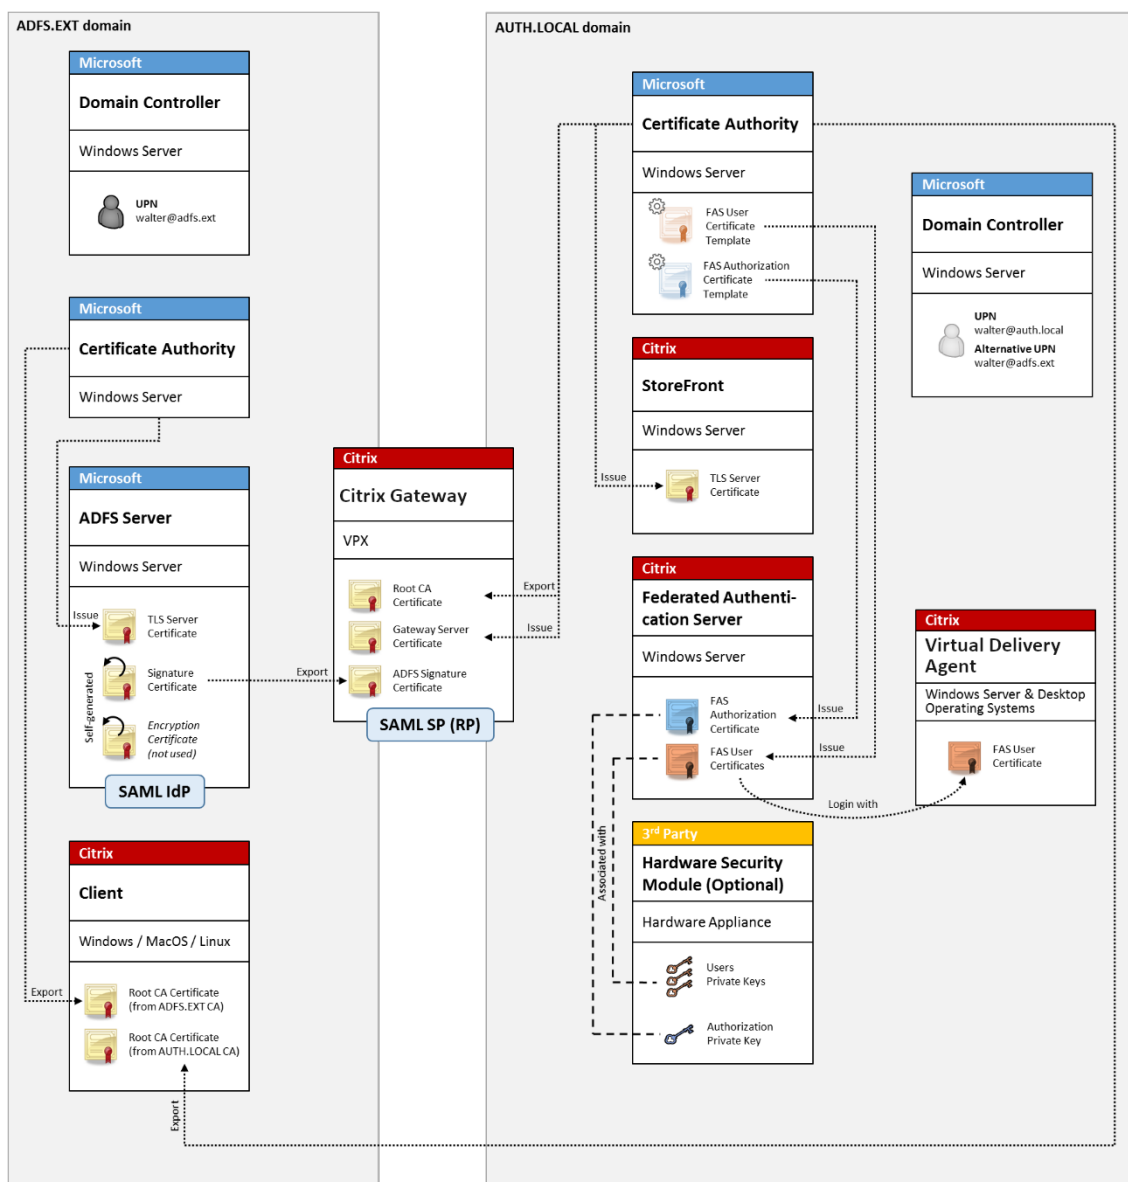 ADFS.EXT domain
Microsoft
Domain Controller
Windows Server
UPN
walter@adfs.ext
Microsoft
Certificate Authority
Windows Server
Microsoft
ADFS Server
Windows Server
Issue
TLS Server
Certificate
Self-generated
Signature
Certificate
Encryption
Certificate
(not used)
SAML IdP
Citrix
Client
Windows / MacOS / Linux
Export
Root CA Certificate
(from ADFS.EXT CA)
Root CA Certificate
(from AUTH.LOCAL CA)
Export
Citrix
Citrix Gateway
VPX
Root CA
Certificate
Export
Gateway Server
Certificate
Issue
Export
ADFS Signature
Certificate
SAML SP (RP)
AUTH.LOCAL domain
Microsoft
Certificate Authority
Windows Server
FAS User
Certificate
Template
FAS Authorization
Certificate
Template
Citrix
StoreFront
Windows Server
Issue
TLS Server
Certificate
Citrix
Federated Authenti-
cation Server
Windows Server
FAS
Authorization
Certificate
Issue
FAS User
Certificates
Issue
Login with
Associated with
3rd Party
Hardware Security
Module (Optional)
Hardware Appliance
Users
Private Keys
Authorization
Private Key
Microsoft
Domain Controller
Windows Server
UPN
walter@auth.local
Alternative UPN
walter@adfs.ext
Citrix
Virtual Delivery
Agent
Windows Server & Desktop
Operating Systems
FAS User
Certificate